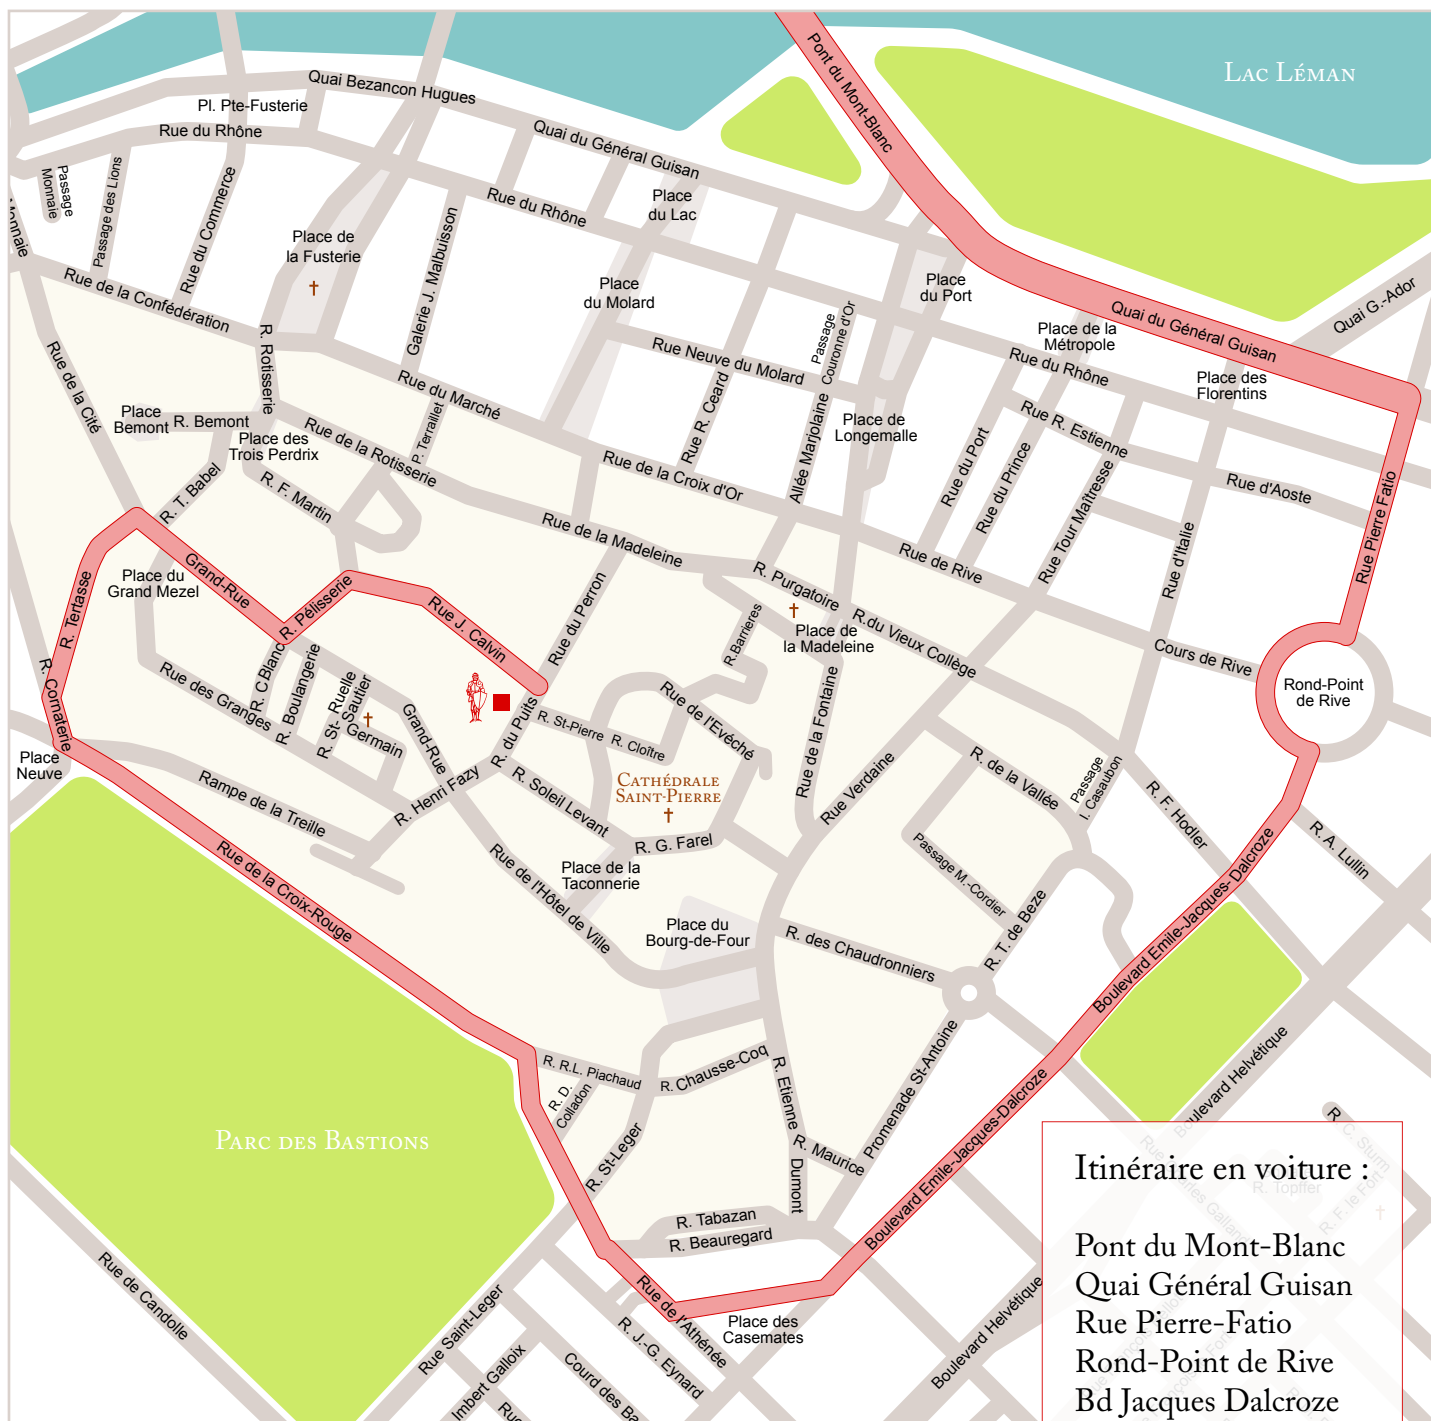 LAC LÉMAN
Pont du Mont-Blanc
Quai Bezancon Hugues
Pl. Pte-Fusterie
Rue du Rhône
Quai du Général Guisan
Passage
Monnaie
Passage des Lions
Rue du Commerce
Rue du Rhône
Place
du Lac
Monnaie
Place de
la Fusterie
Galerie J. Malbuisson
Place
du Molard
Place
du Port
Quai G.-Ador
Rue de la Confédération
Quai du Général Guisan
Passage
Couronne d'Or
Place de la
Métropole
R. Rotisserie
Rue Neuve du Molard
Rue du Rhône
Rue de la Cité
Rue du Marché
Place des
Florentins
Place
Bemont
R. Bemont
P. Terraillet
Rue R. Ceard
Allée Marjolaine
Place de
Longemalle
Rue R. Estienne
Place des
Trois Perdrix
Rue de la Rotisserie
Rue de la Croix d'Or
Rue du Port
Rue du Prince
Rue Tour Maîtresse
Rue d'Aoste
Rue Pierre Fatio
R. T. Babel
R. F. Martin
Rue de la Madeleine
Rue de Rive
Rue d'Italie
Place du
Grand Mezel
Grand-Rue
R. Pélisserie
Rue J. Calvin
Rue du Perron
R. Purgatoire
R. Tertasse
R.Barrieres
Place de
la Madeleine
R.du Vieux Collège
Cours de Rive
R. Corraterie
Rue des Granges
R. C Blanc
R. Boulangerie
Ruelle
Sautier
R. St-
Germain
Grand-Rue
R. du Puits
R. St-Pierre
R. Cloître
Rue de l'Evéché
Rue de la Fontaine
Rond-Point
de Rive
Place
Neuve
Rampe de la Treille
R. Henri Fazy
R. Soleil Levant
CATHÉDRALE
SAINT-PIERRE
Rue Verdaine
R. de la Vallée
Passage
I. Casaubon
R. F. Hodler
R. A. Lullin
Rue de la Croix-Rouge
Rue de l'Hôtel de Ville
Place de la
Taconnerie
R. G. Farel
Passage M.-Cordier
Place du
Bourg-de-Four
R. des Chaudronniers
R. T. de Beze
Boulevard Emile-Jacques- Dalcroze
R. R.L. Piachaud
R. Chausse-Coq
R. D.
Colladon
R. Etienne
Dumont
Promenade St-Antoine
Boulevard Helvétique
PARC DES BASTIONS
R. St-Leger
R. Maurice
Boulevard Emile-Jacques-Dalcroze
R. C. Sturm
R. Topffer
R. F. le Fort
R. Tabazan
R. Beauregard
Rue de Candolle
Rue Saint-Leger
Rue de l'Athénée
Place des
Casemates
R. J.-G. Eynard
Imbert Galloix
Courd des Ba
Rue
Boulevard Helvétique
Itinéraire en voiture :
Pont du Mont-Blanc
Quai Général Guisan
Rue Pierre-Fatio
Rond-Point de Rive
Bd Jacques Dalcroze